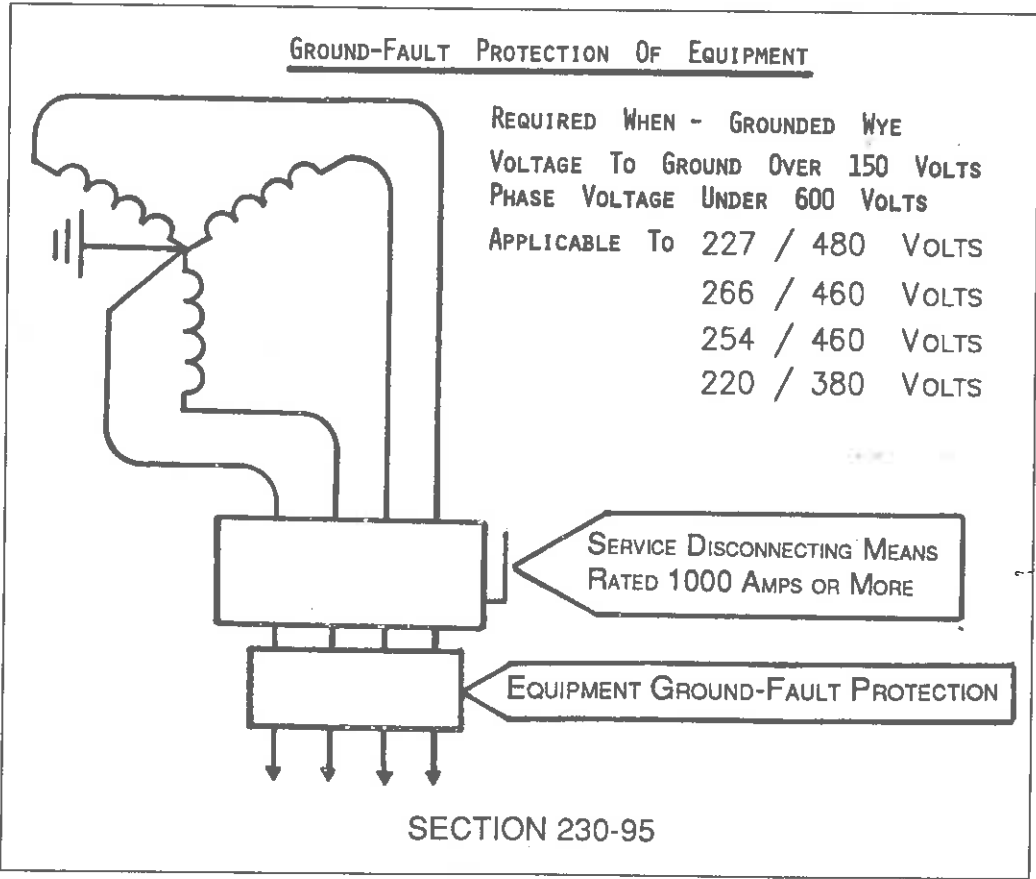 GROUND-FAULT PROTECTION OF EQUIPMENT
REQUIRED WHEN - GROUNDED WYE
VOLTAGE TO GROUND OVER 150 VOLTS
PHASE VOLTAGE UNDER 600 VOLTS
APPLICABLE TO 227 / 480 VOLTS
266 / 460 VOLTS
254 / 460 VOLTS
220 / 380 VOLTS
SERVICE DISCONNECTING MEANS
RATED 1000 AMPS OR MORE
EQUIPMENT GROUND-FAULT PROTECTION
SECTION 230-95